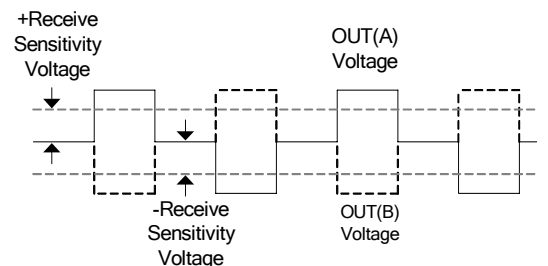 +Receive
Sensitivity
Voltage
OUT(A)
Voltage
-Receive
Sensitivity
Voltage
OUT(B)
Voltage